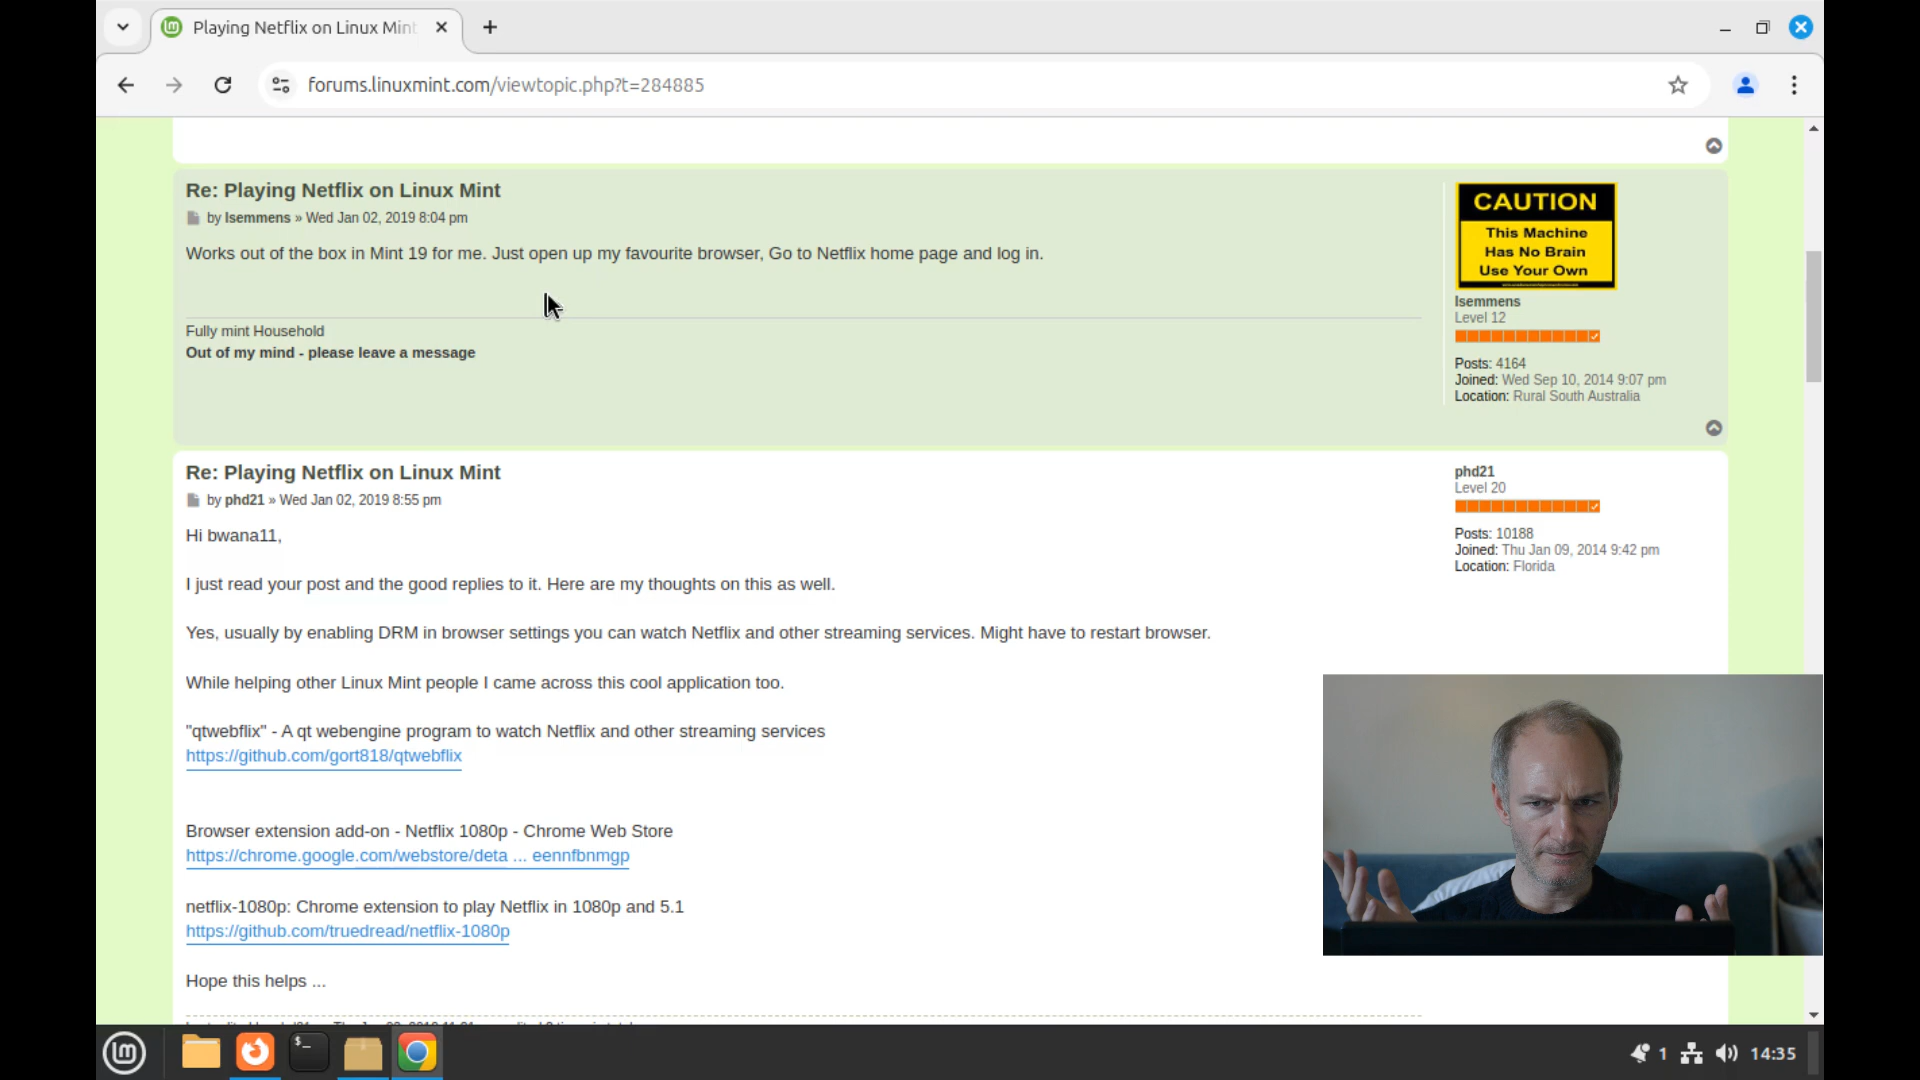 Playing Netflix on Linux Mint
forums.linuxmint.com/viewtopic.php?t=284885
Re: Playing Netflix on Linux Mint
by lsemmens » Wed Jan 02, 2019 8:04 pm
Works out of the box in Mint 19 for me. Just open up my favourite browser, Go to Netflix home page and log in.
Fully mint Household
Out of my mind - please leave a message
CAUTION
This Machine
Has No Brain
Use Your Own
lsemmens
Level 12
Posts: 4164
Joined: Wed Sep 10, 2014 9:07 pm
Location: Rural South Australia
Re: Playing Netflix on Linux Mint
by phd21 » Wed Jan 02, 2019 8:55 pm
Hi bwana11,
I just read your post and the good replies to it. Here are my thoughts on this as well.
Yes, usually by enabling DRM in browser settings you can watch Netflix and other streaming services. Might have to restart browser.
While helping other Linux Mint people I came across this cool application too.
"qtwebflix" - A qt webengine program to watch Netflix and other streaming services
https://github.com/gort818/qtwebflix
Browser extension add-on - Netflix 1080p - Chrome Web Store
https://chrome.google.com/webstore/deta ... eennfbnmgp
netflix-1080p: Chrome extension to play Netflix in 1080p and 5.1
https://github.com/truedread/netflix-1080p
Hope this helps ...
phd21
Level 20
Posts: 10188
Joined: Thu Jan 09, 2014 9:42 pm
Location: Florida
1
14:35